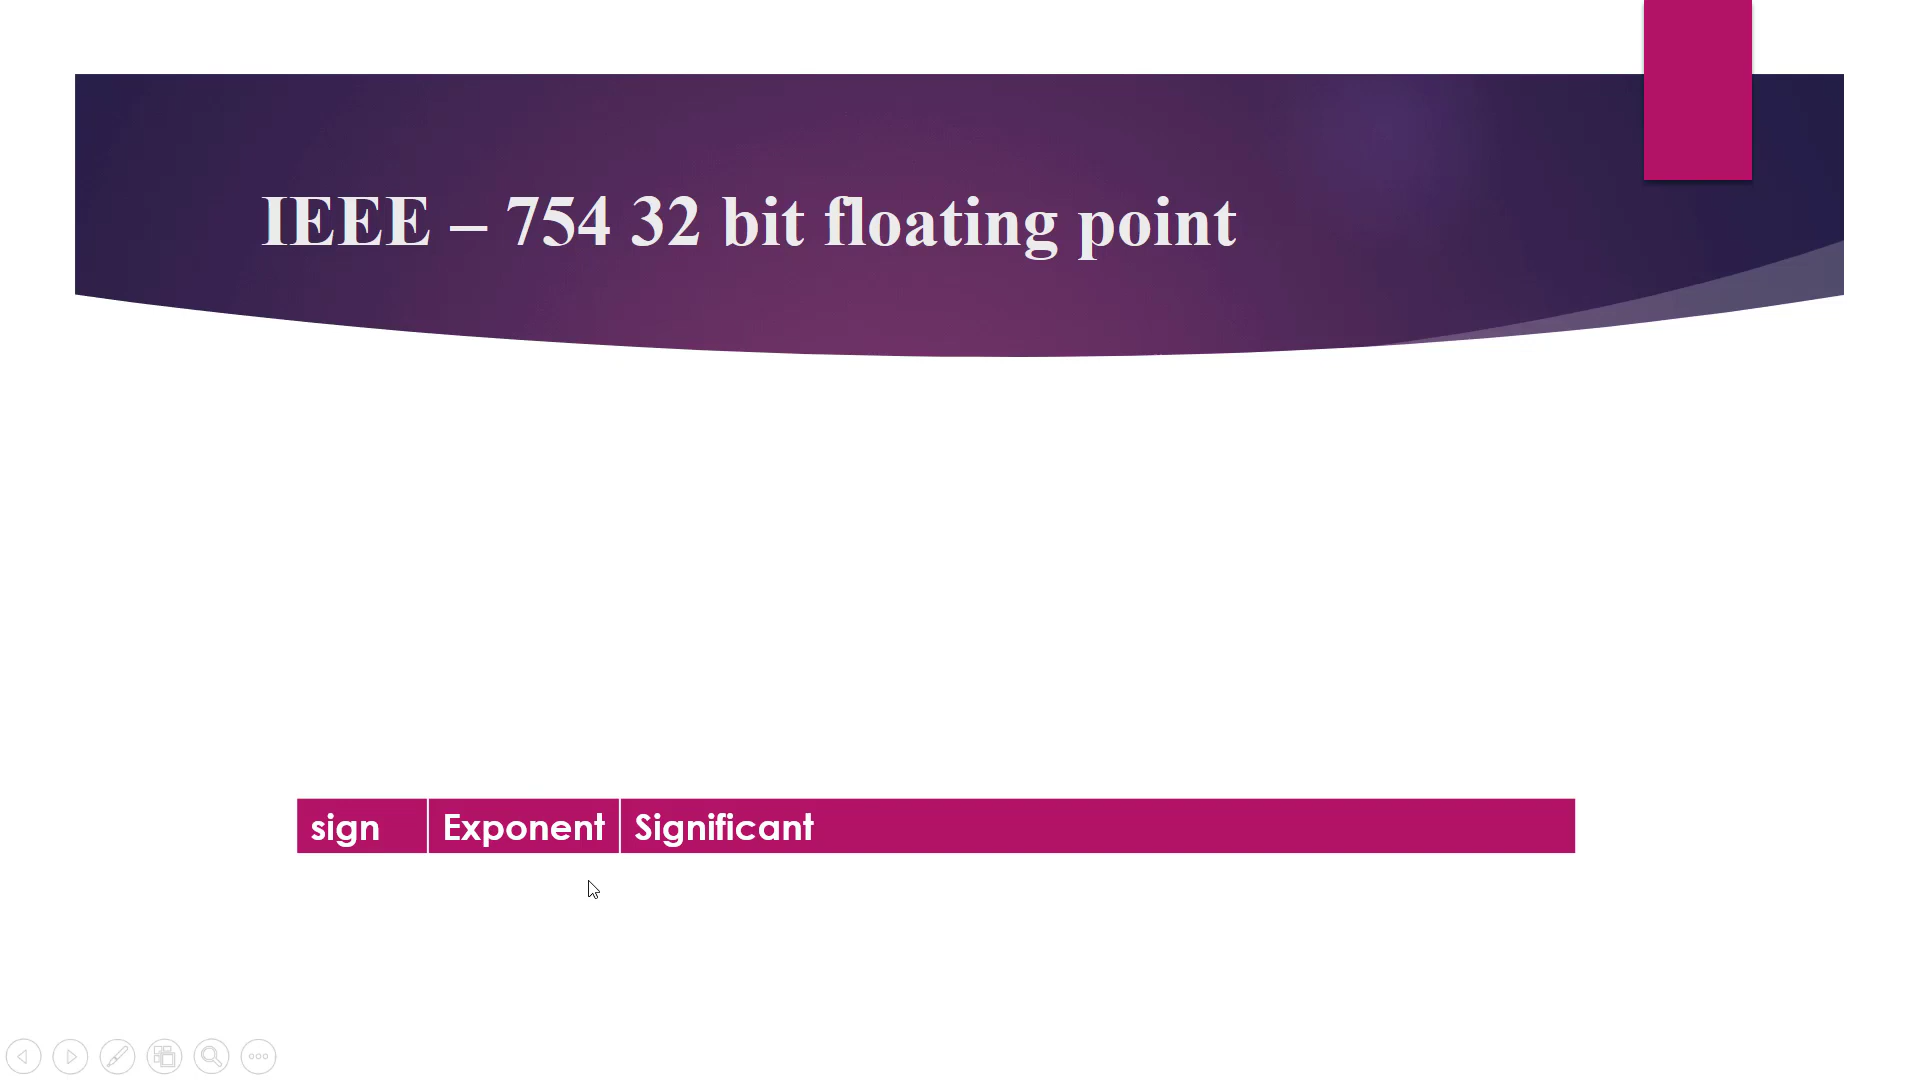 IEEE – 754 32 bit floating point
sign Exponent Significant